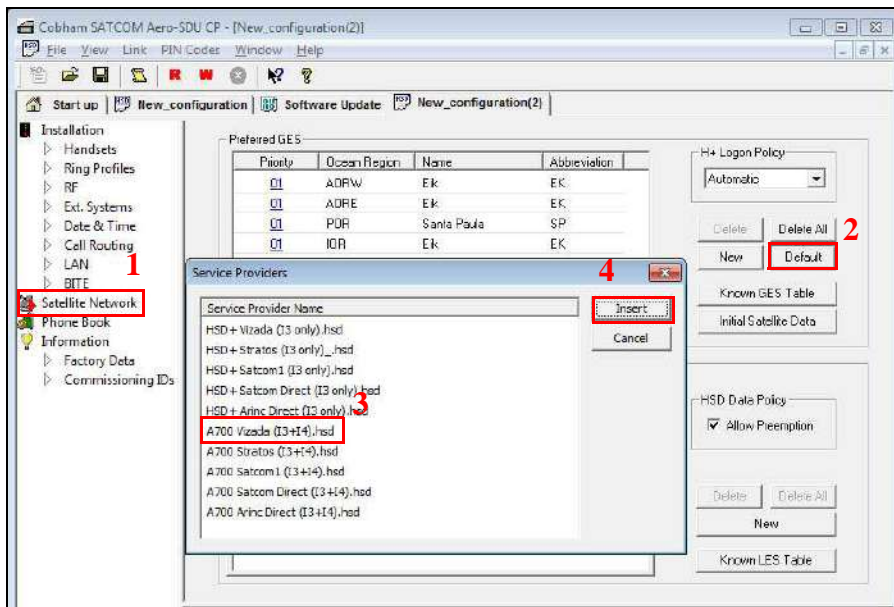 Cobham SATCOM Aero-SDU CP - [New_configuration(2)]
File View Link PIN Codes Window Help
R W
Start up New_configuration Software Update New_configuration(2)
Installation
Handsets
Ring Profiles
RF
Ext. Systems
Date & Time
Call Routing
LAN
BITE
1
Satellite Network
Phone Book
Information
Factory Data
Commissioning IDs
Preferred GES
Priority Ocean Region Name Abbreviation
01 AORW Eik EK
01 AORE Eik EK
01 POR Santa Paula SP
01 IOR Eik EK
H+ Logon Policy
Automatic
Delete Delete All
2
New Default
Known GES Table
Initial Satellite Data
Service Providers
4
Service Provider Name
Insert
Cancel
HSD+ Vizada (I3 only).hsd
HSD+ Stratos (I3 only)_.hsd
HSD+ Satcom1 (I3 only).hsd
HSD+ Satcom Direct (I3 only).hsd
HSD+ Arinc Direct (I3 only).hsd
3
A700 Vizada (I3+I4).hsd
A700 Stratos (I3+I4).hsd
A700 Satcom1 (I3+I4).hsd
A700 Satcom Direct (I3+I4).hsd
A700 Arinc Direct (I3+I4).hsd
HSD Data Policy
Allow Preemption
Delete Delete All
New
Known LES Table